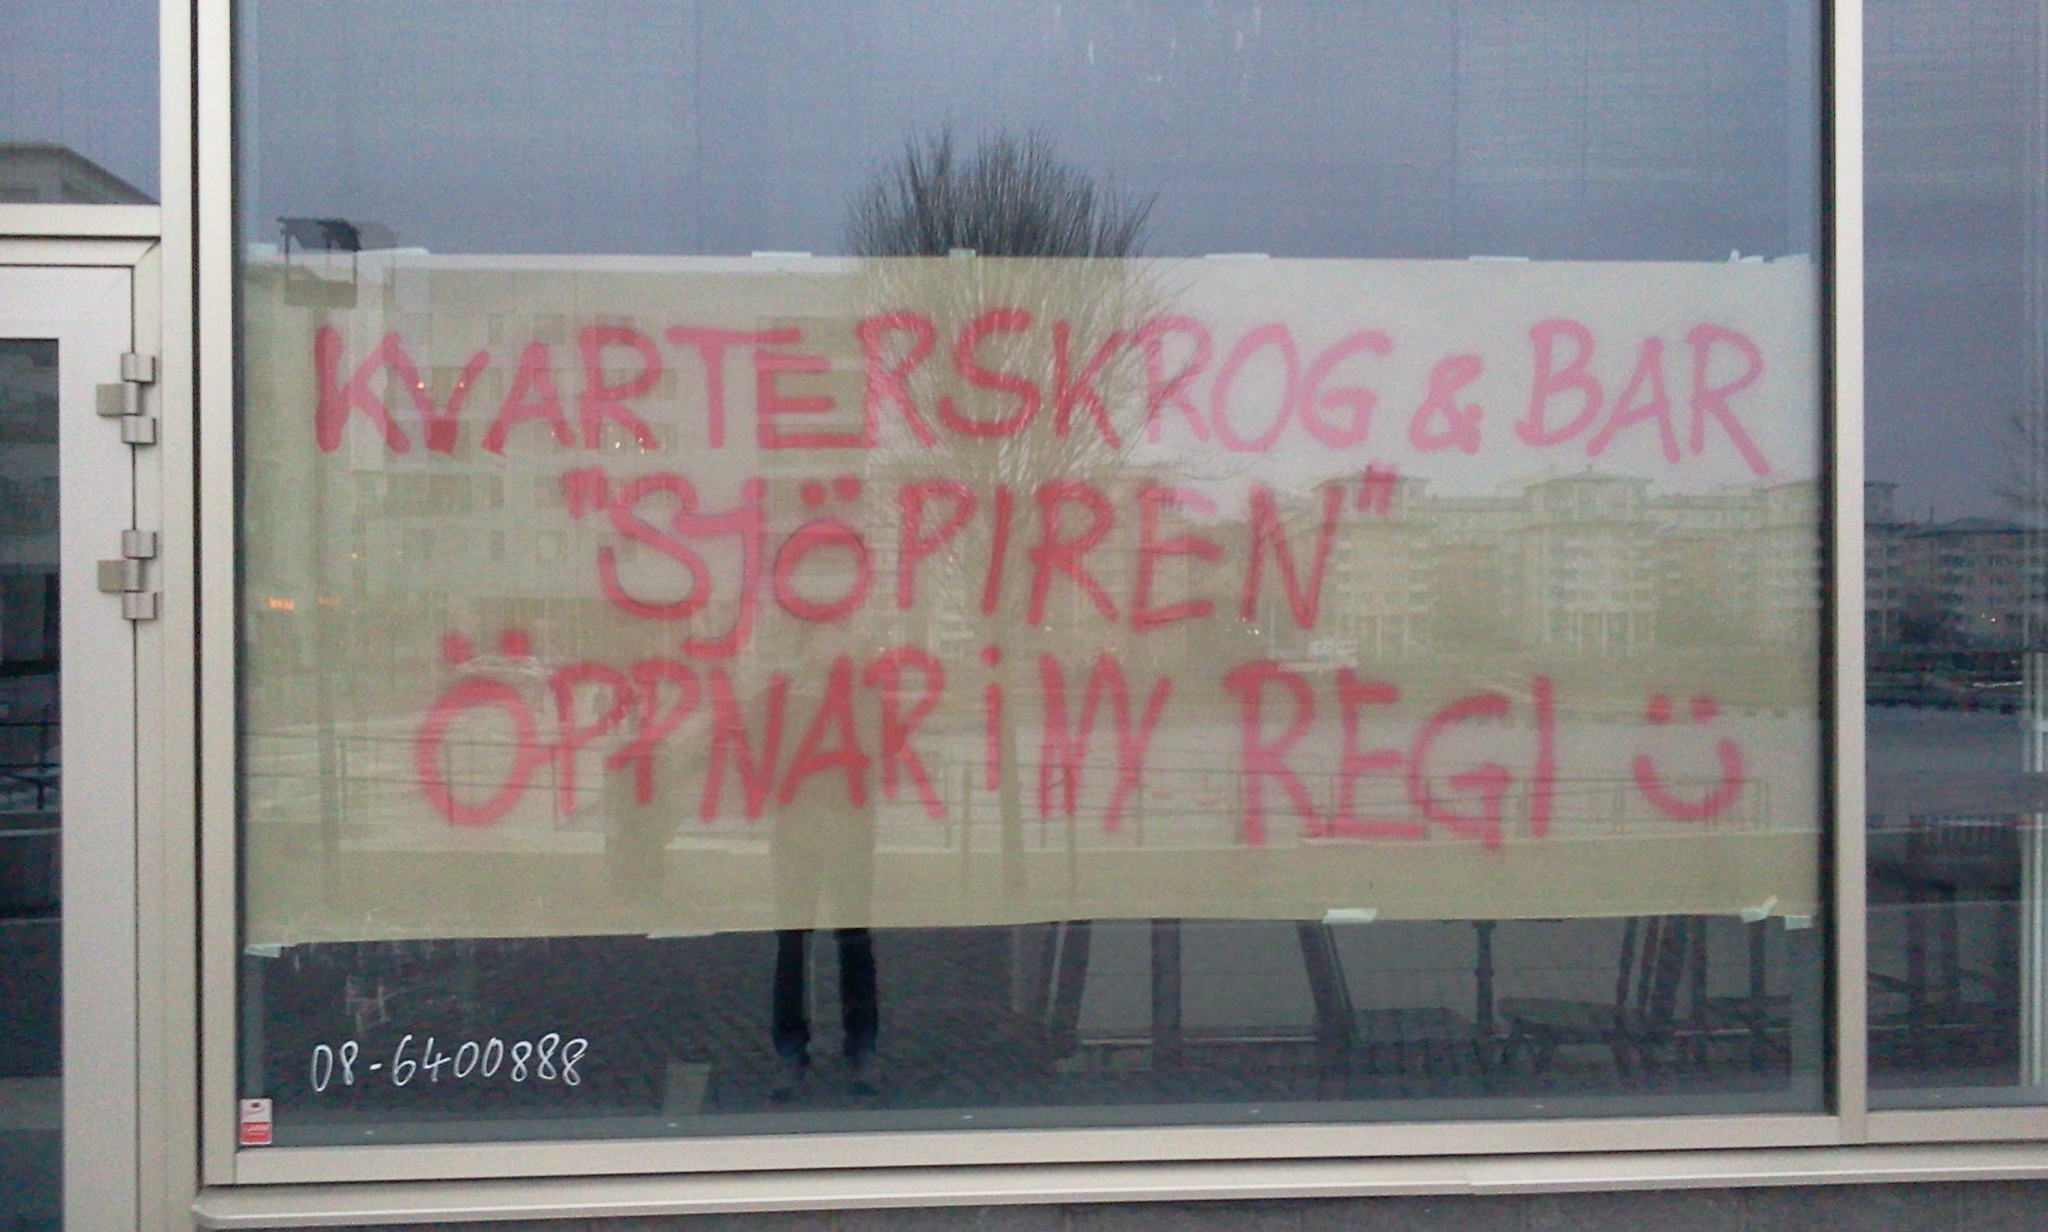 KVARTERSKROG & BAR
"SJÖPIREN"
ÖPPNAR i NY REGI
08-6400888